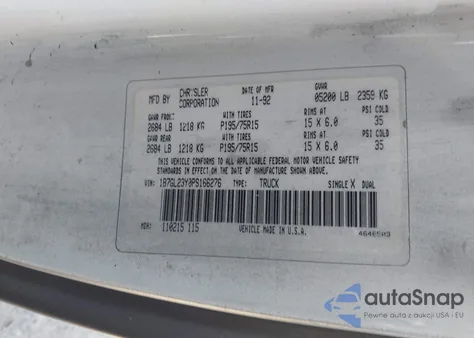 MFD BY CHRYSLER CORPORATION DATE OF MFR 11-92 GVWR 05200 LB 2359 KG
GAWR FRONT WITH TIRES RIMS AT PSI COLD
2684 LB 1218 KG P195/75R15 15 X 6.0 35
GAWR REAR WITH TIRES RIMS AT PSI COLD
2684 LB 1218 KG P195/75R15 15 X 6.0 35
THIS VEHICLE CONFORMS TO ALL APPLICABLE FEDERAL MOTOR VEHICLE
SAFETY STANDARDS IN EFFECT ON THE DATE OF MANUFACTURE SHOWN ABOVE.
VIN: 1B7GL23Y0PS166276 TYPE: TRUCK SINGLE X DUAL
MDH: 110215 115 VEHICLE MADE IN U.S.A. 4648503
autoSnap
Pewne auta z aukcji USA i EU